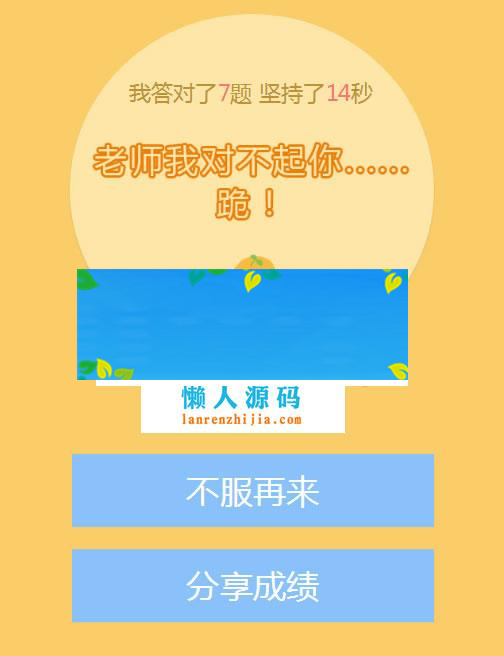 我答对了7题 坚持了14秒
老师我对不起你……
跪！
懒人源码
lanrenzhijia.com
不服再来
分享成绩